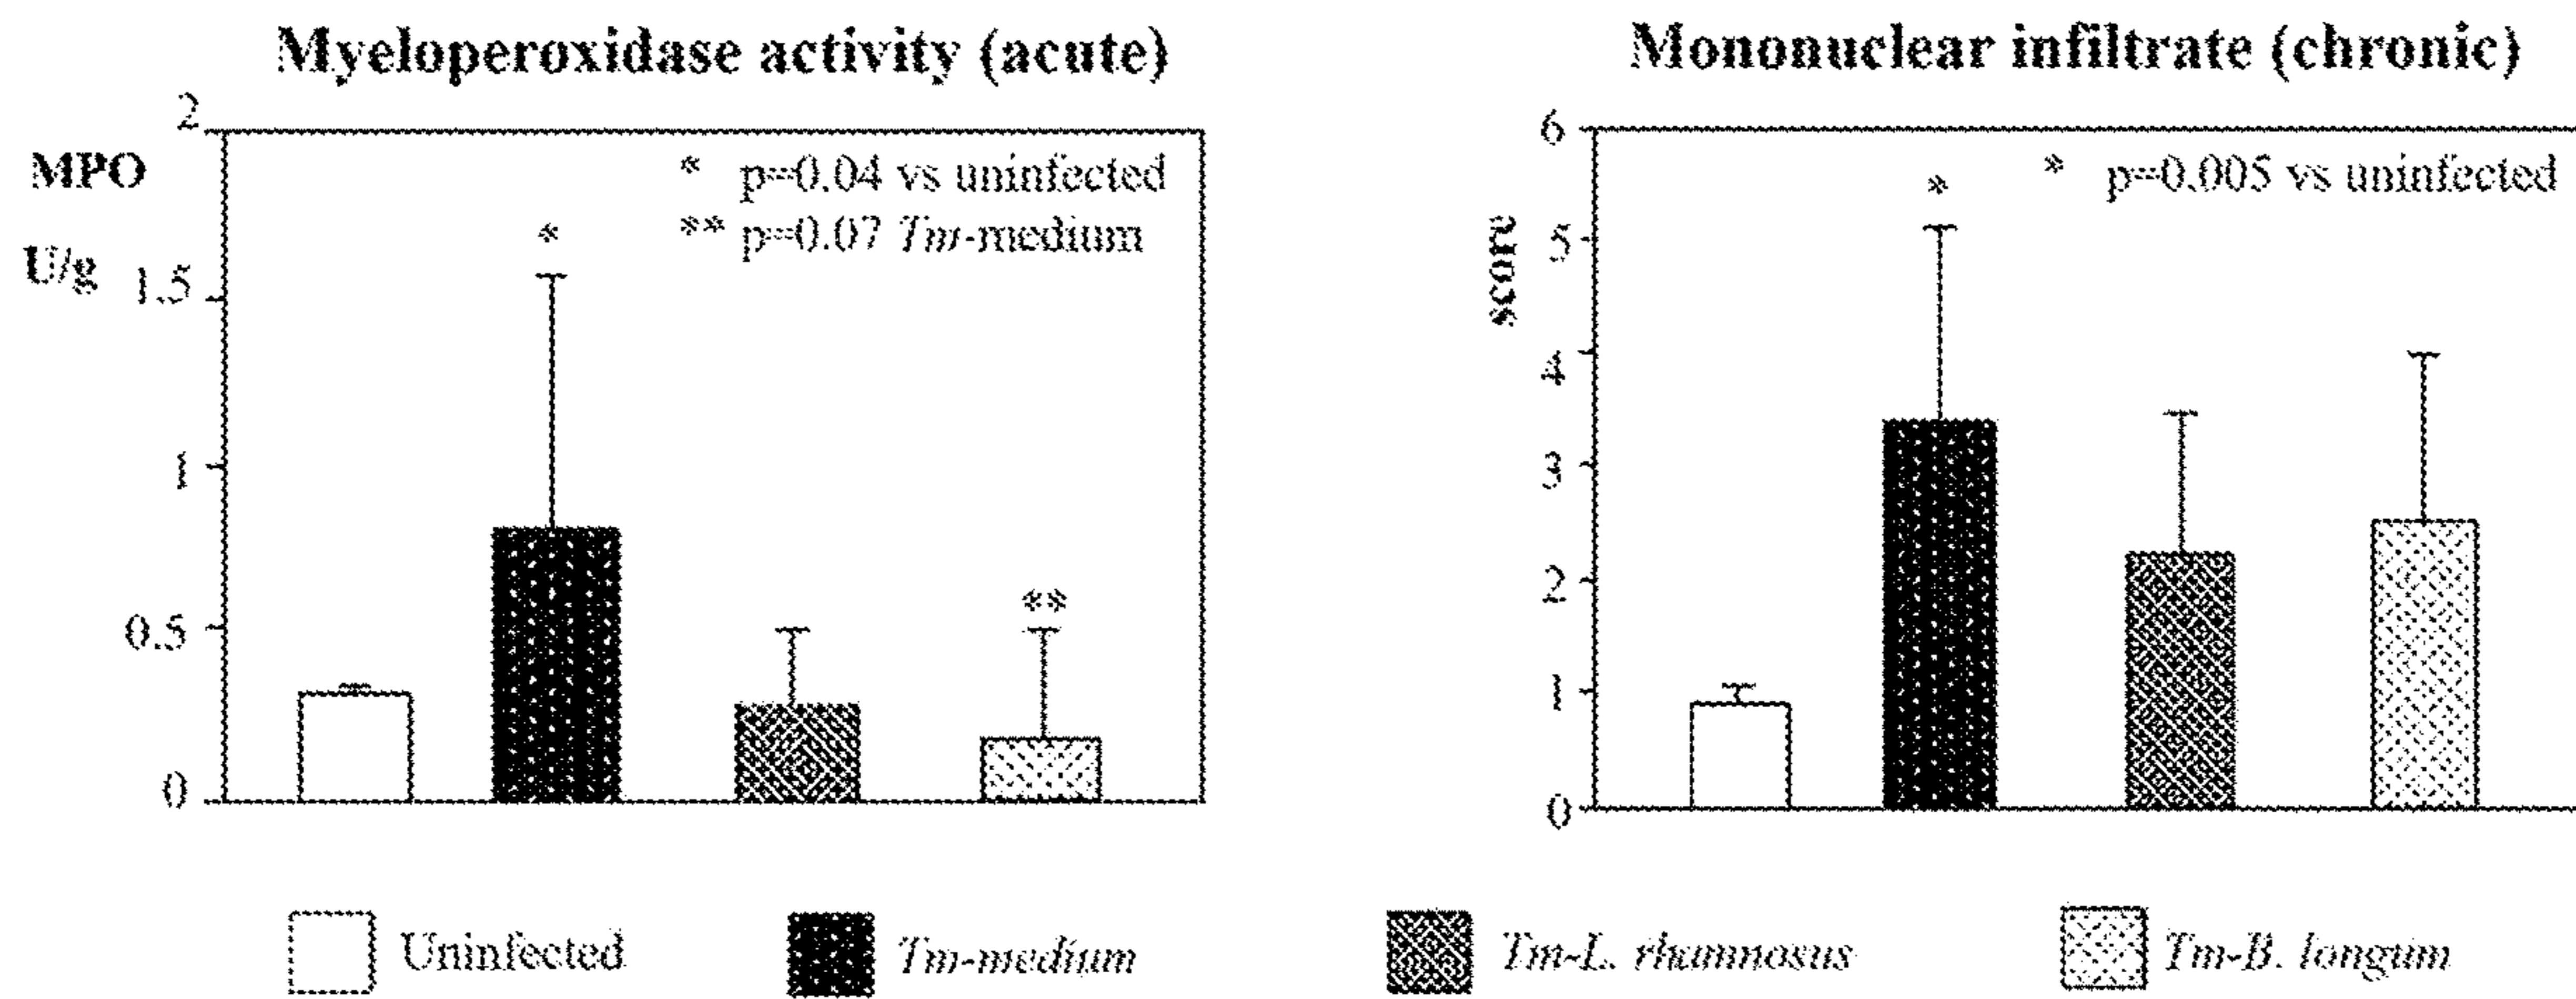 Myeloperoxidase activity (acute)
MPO
U/g
2
1.5
1
0.5
0
* p=0.04 vs uninfected
** p=0.07 Tm-medium
*
**
Mononuclear infiltrate (chronic)
score
6
5
4
3
2
1
0
* p=0.005 vs uninfected
*
Uninfected
Tm-medium
Tm-L. rhamnosus
Tm-B. longum